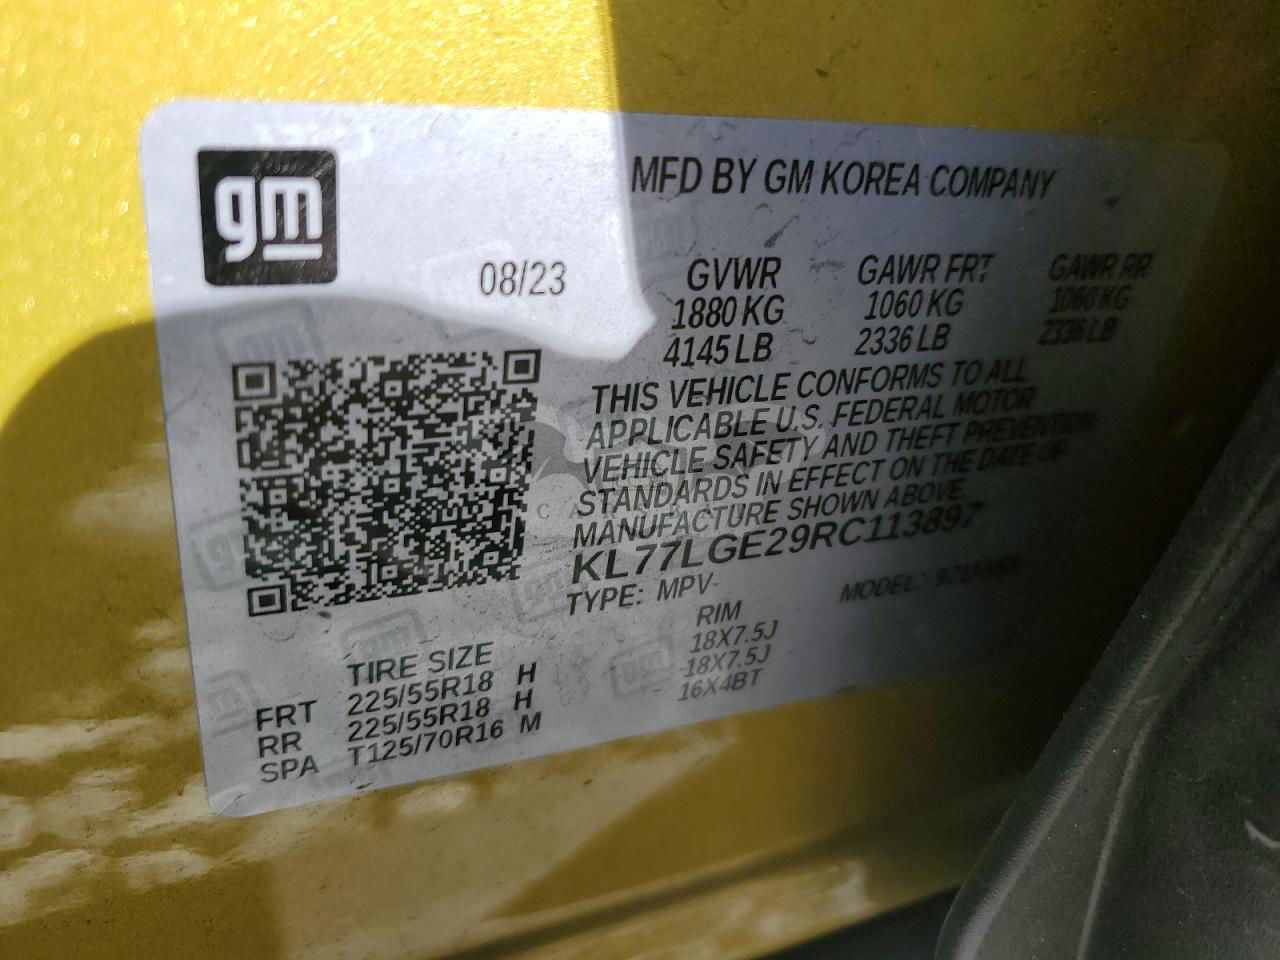 gm
MFD BY GM KOREA COMPANY
08/23
GVWR GAWR FRT GAWR RR
1880 KG 1060 KG 1060 KG
4145 LB 2336 LB 2336 LB
THIS VEHICLE CONFORMS TO ALL
APPLICABLE U.S. FEDERAL MOTOR
VEHICLE SAFETY AND THEFT PREVENTION
STANDARDS IN EFFECT ON THE DATE OF
MANUFACTURE SHOWN ABOVE
KL77LGE29RC113897
TYPE: MPV MODEL:
TIRE SIZE RIM
FRT 225/55R18 H 18X7.5J
RR 225/55R18 H 18X7.5J
SPA T125/70R16 M 16X4BT